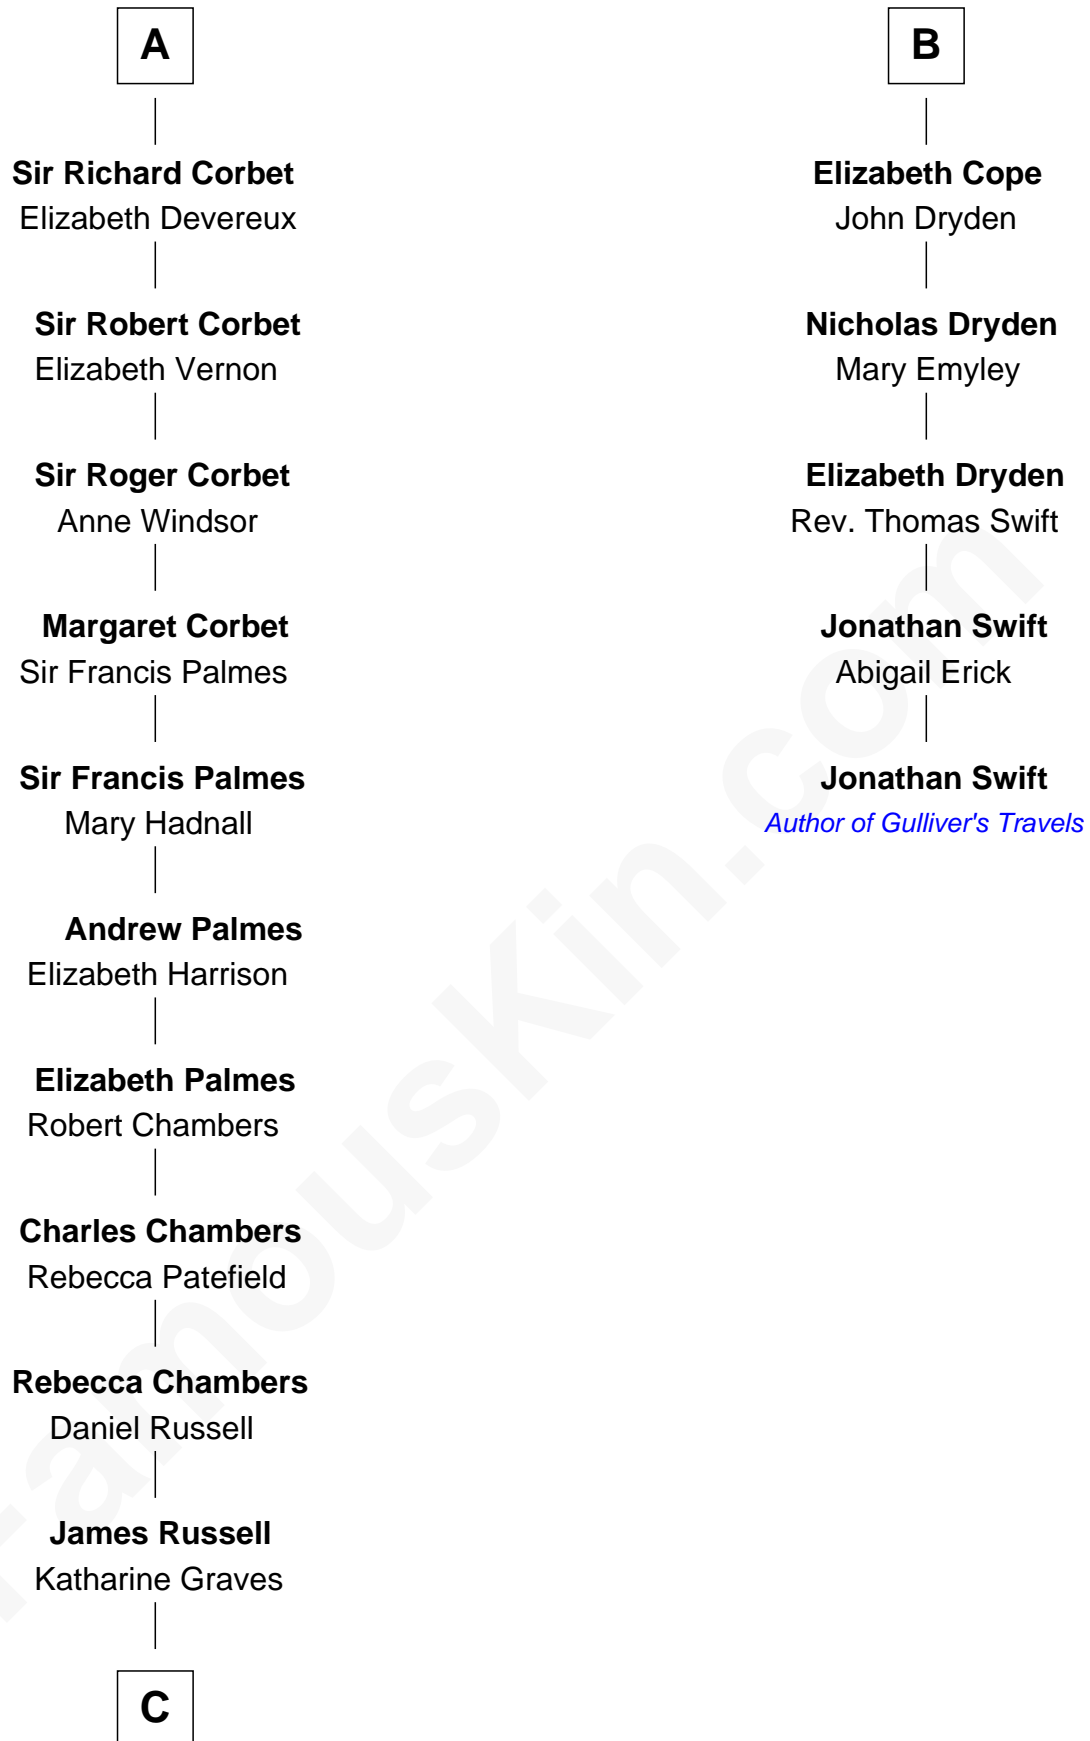 A
Sir Richard Corbet
Elizabeth Devereux
Sir Robert Corbet
Elizabeth Vernon
Sir Roger Corbet
Anne Windsor
Margaret Corbet
Sir Francis Palmes
Sir Francis Palmes
Mary Hadnall
Andrew Palmes
Elizabeth Harrison
Elizabeth Palmes
Robert Chambers
Charles Chambers
Rebecca Patefield
Rebecca Chambers
Daniel Russell
James Russell
Katharine Graves
C
B
Elizabeth Cope
John Dryden
Nicholas Dryden
Mary Emyley
Elizabeth Dryden
Rev. Thomas Swift
Jonathan Swift
Abigail Erick
Jonathan Swift
Author of Gulliver's Travels
FamousKin.com